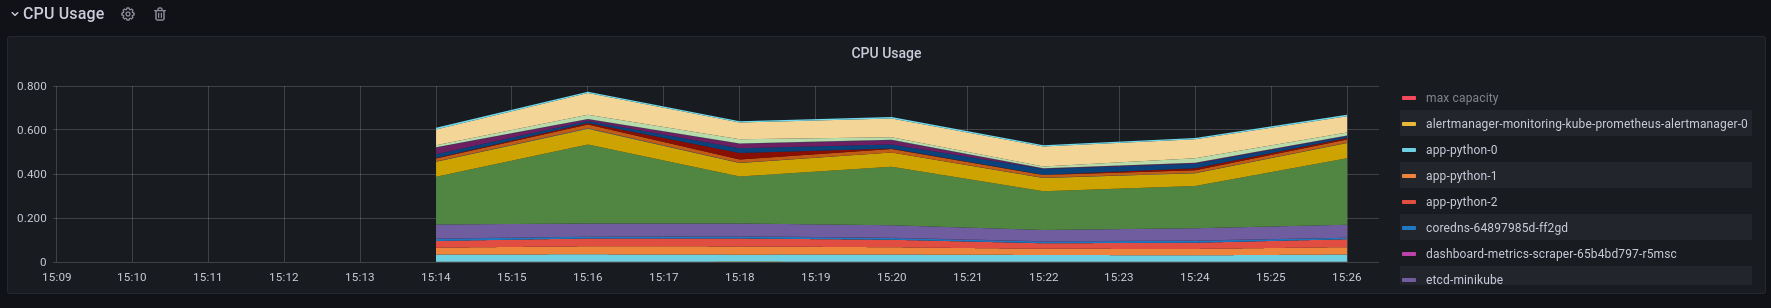 CPU Usage
CPU Usage
0.800
0.600
0.400
0.200
0
15:09 15:10 15:11 15:12 15:13 15:14 15:15 15:16 15:17 15:18 15:19 15:20 15:21 15:22 15:23 15:24 15:25 15:26
max capacity
alertmanager-monitoring-kube-prometheus-alertmanager-0
app-python-0
app-python-1
app-python-2
coredns-64897985d-ff2gd
dashboard-metrics-scraper-65b4bd797-r5msc
etcd-minikube